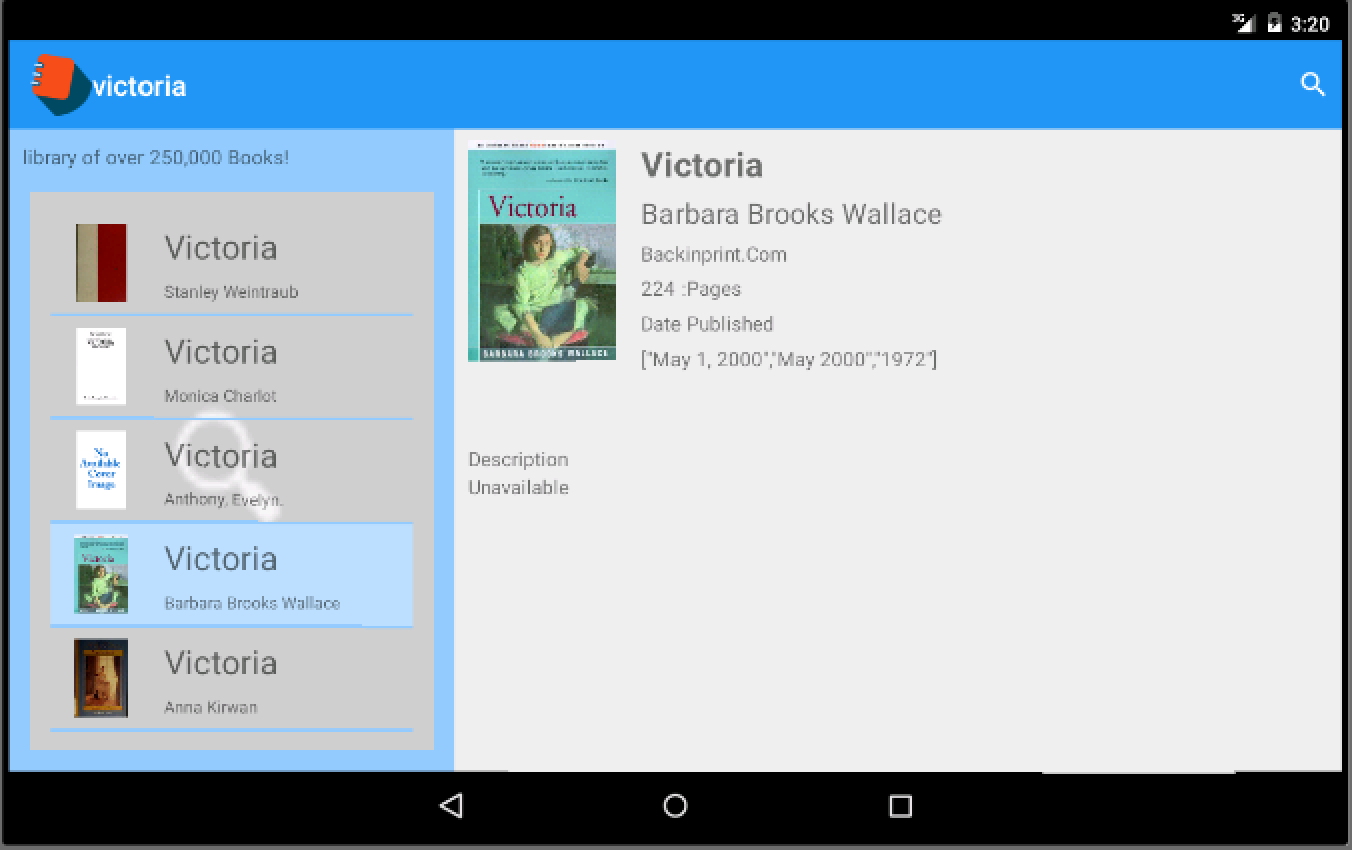 3G 3:20
victoria
library of over 250,000 Books!
Victoria
Stanley Weintraub
Victoria
Monica Charlot
No
Available
Cover
Image
Victoria
Anthony, Evelyn.
Victoria
Victoria
Barbara Brooks Wallace
Victoria
Anna Kirwan
Victoria
BARBARA BROOKS WALLACE
Victoria
Barbara Brooks Wallace
Backinprint.Com
224 :Pages
Date Published
["May 1, 2000","May 2000","1972"]
Description
Unavailable